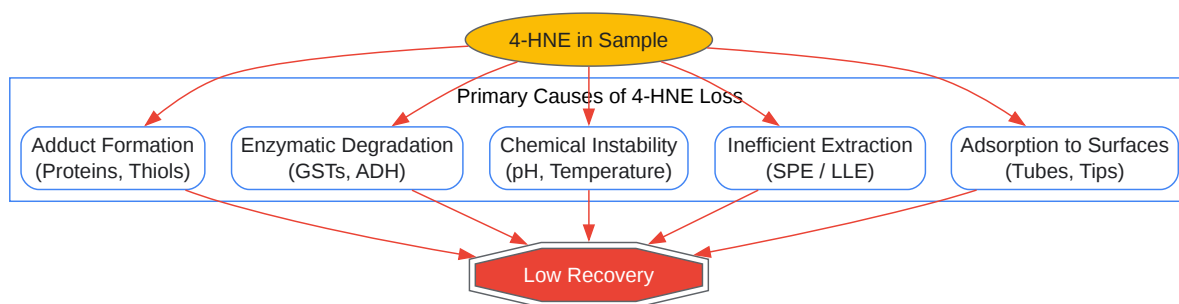 4-HNE in Sample
Primary Causes of 4-HNE Loss
Adduct Formation
(Proteins, Thiols)
Enzymatic Degradation
(GSTs, ADH)
Chemical Instability
(pH, Temperature)
Inefficient Extraction
(SPE / LLE)
Adsorption to Surfaces
(Tubes, Tips)
Low Recovery